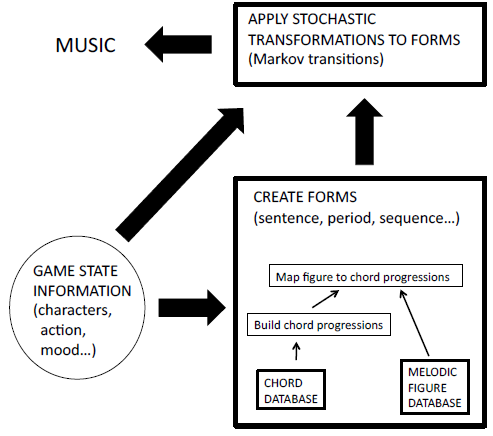 MUSIC
APPLY STOCHASTIC
TRANSFORMATIONS TO FORMS
(Markov transitions)
CREATE FORMS
(sentence, period, sequence…)
GAME STATE
INFORMATION
(characters,
action,
mood…)
Map figure to chord progressions
Build chord progressions
CHORD
DATABASE
MELODIC
FIGURE
DATABASE